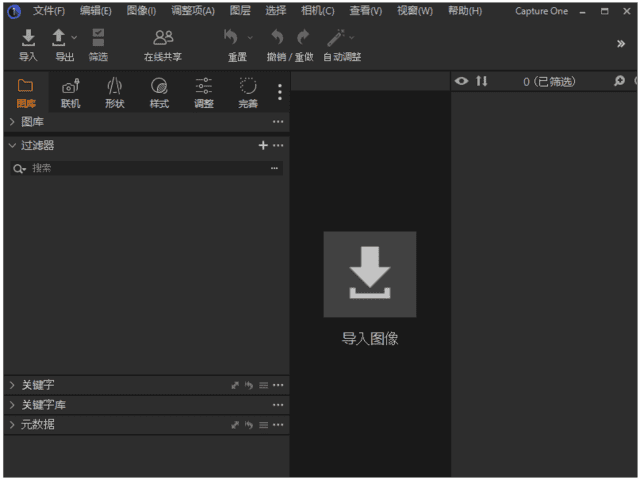 文件(F) 编辑(E) 图像(I) 调整项(A) 图层 选择 相机(C) 查看(V) 视窗(W) 帮助(H) Capture One
导入 导出 筛选 在线共享 重置 撤销 / 重做 自动调整
图库 联机 形状 样式 调整 完善
0 (已筛选)
图库
过滤器
搜索
导入图像
关键字
关键字库
元数据